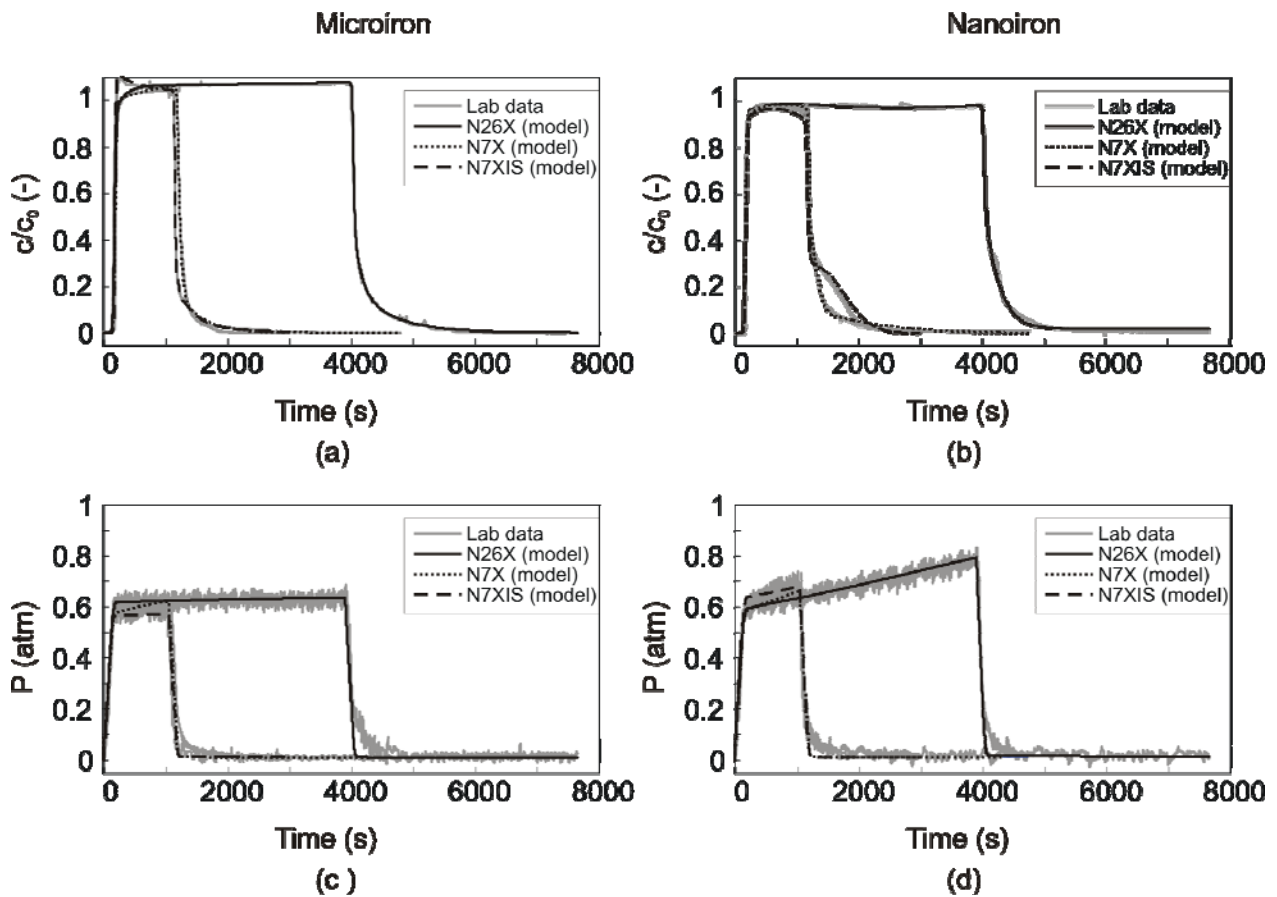 Microiron
Nanoiron
1
0.8
0.6
0.4
0.2
0
c/c0 (-)
Lab data
N26X (model)
N7X (model)
N7XIS (model)
0 2000 4000 6000 8000
Time (s)
(a)
1
0.8
0.6
0.4
0.2
0
c/c0 (-)
Lab data
N26X (model)
N7X (model)
N7XIS (model)
0 2000 4000 6000 8000
Time (s)
(b)
1
0.8
0.6
0.4
0.2
0
P (atm)
Lab data
N26X (model)
N7X (model)
N7XIS (model)
0 2000 4000 6000 8000
Time (s)
(c )
1
0.8
0.6
0.4
0.2
0
P (atm)
Lab data
N26X (model)
N7X (model)
N7XIS (model)
0 2000 4000 6000 8000
Time (s)
(d)